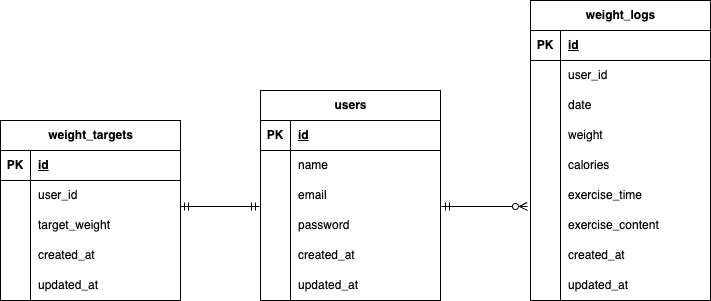 weight_targets
PK id
user_id
target_weight
created_at
updated_at
users
PK id
name
email
password
created_at
updated_at
weight_logs
PK id
user_id
date
weight
calories
exercise_time
exercise_content
created_at
updated_at